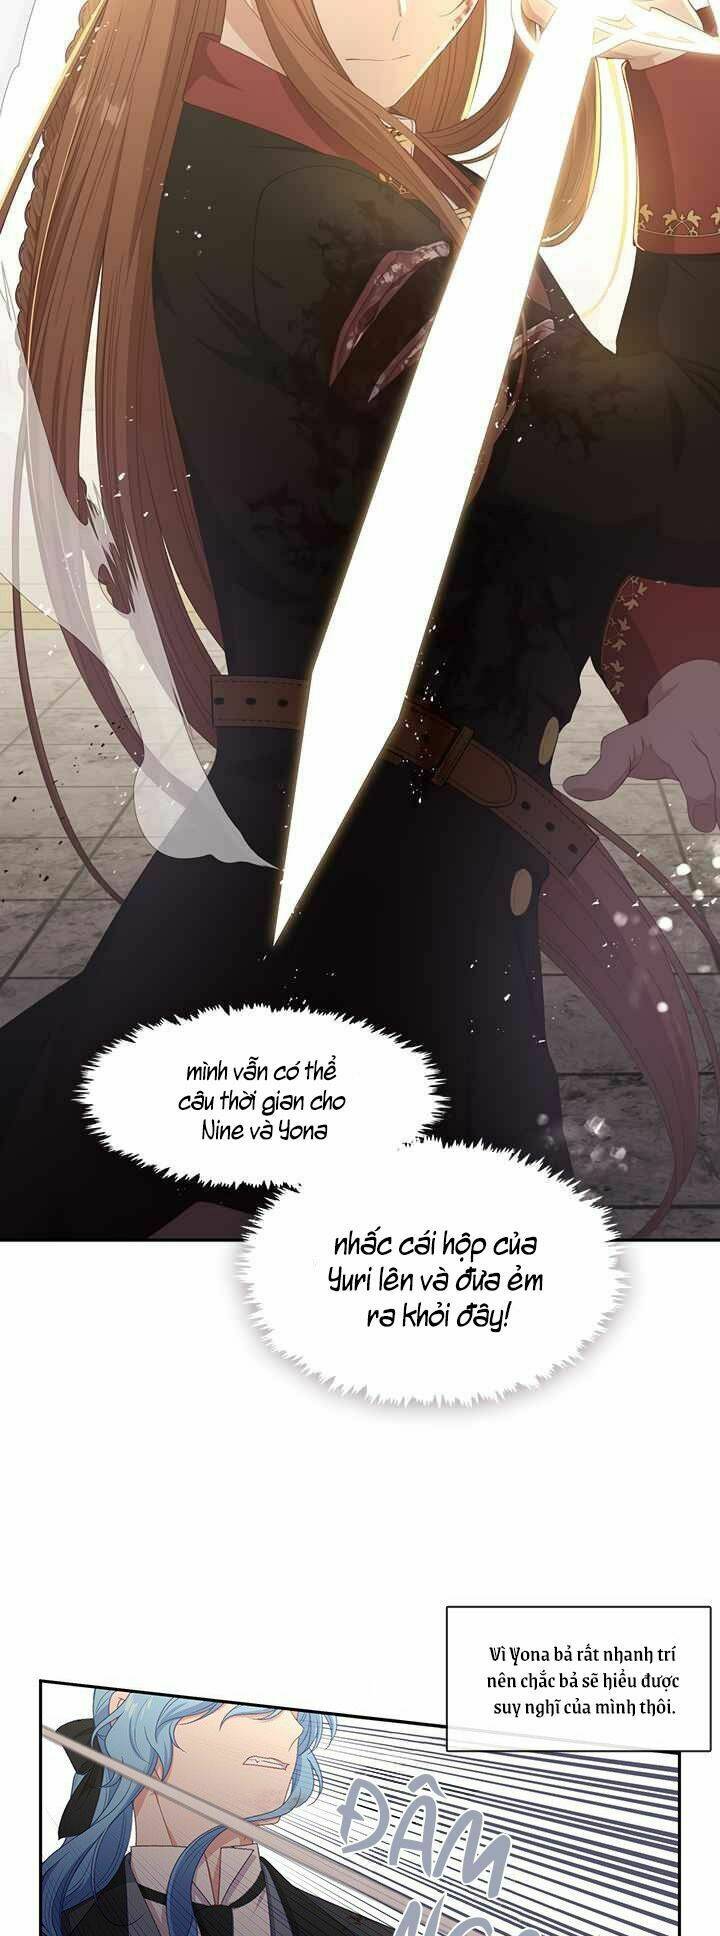 mình vẫn có thể
câu thời gian cho
Nine và Yona
nhấc cái hộp của
Yuri lên và đưa ẻm
ra khỏi đây!
Vì Yona bả rất nhanh trí
nên chắc bả sẽ hiểu được
suy nghĩ của mình thôi.
ĐÂM